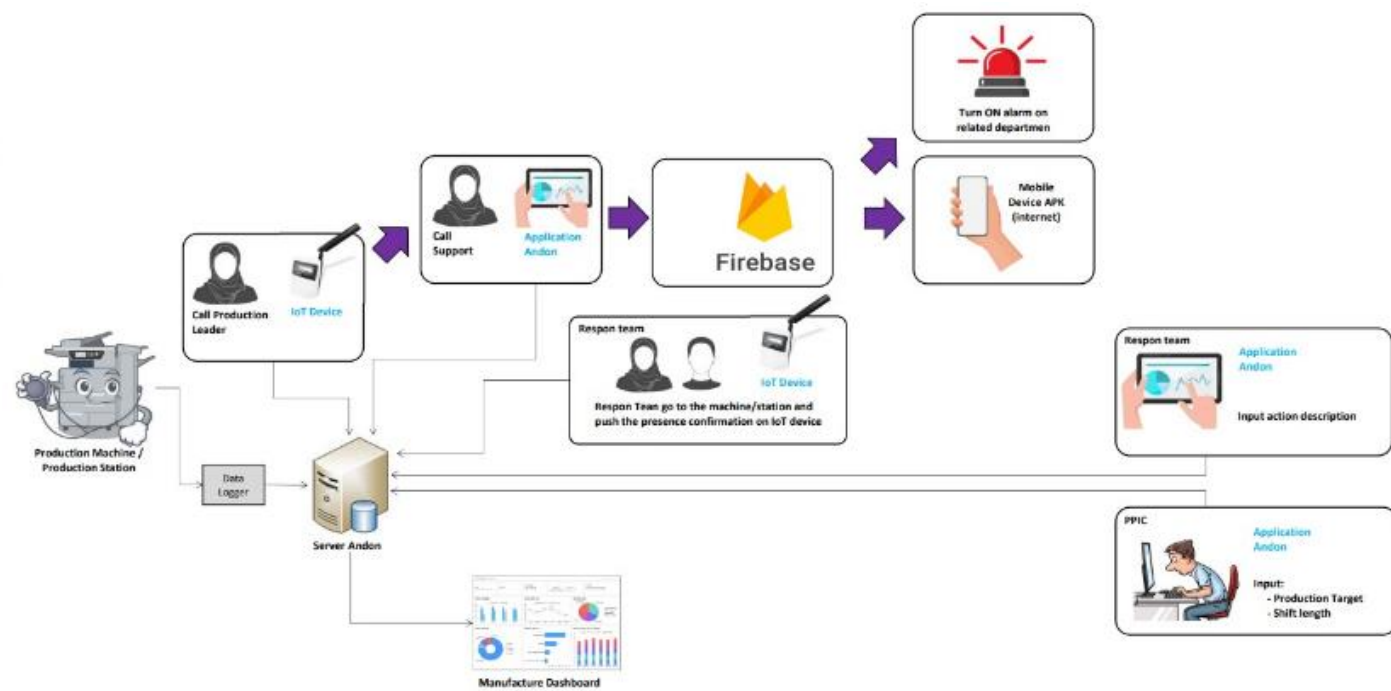 Turn ON alarm on
related departmen
Mobile
Device APK
(internet)
Firebase
Call
Support
Application
Andon
Call Production
Leader
IoT Device
Respon team
IoT Device
Respon Tean go to the machine/station and
push the presence confirmation on IoT device
Respon team
Application
Andon
Input action description
Production Machine /
Production Station
Data
Logger
Server Andon
PPIC
Application
Andon
Input:
- Production Target
- Shift length
Manufacture Dashboard